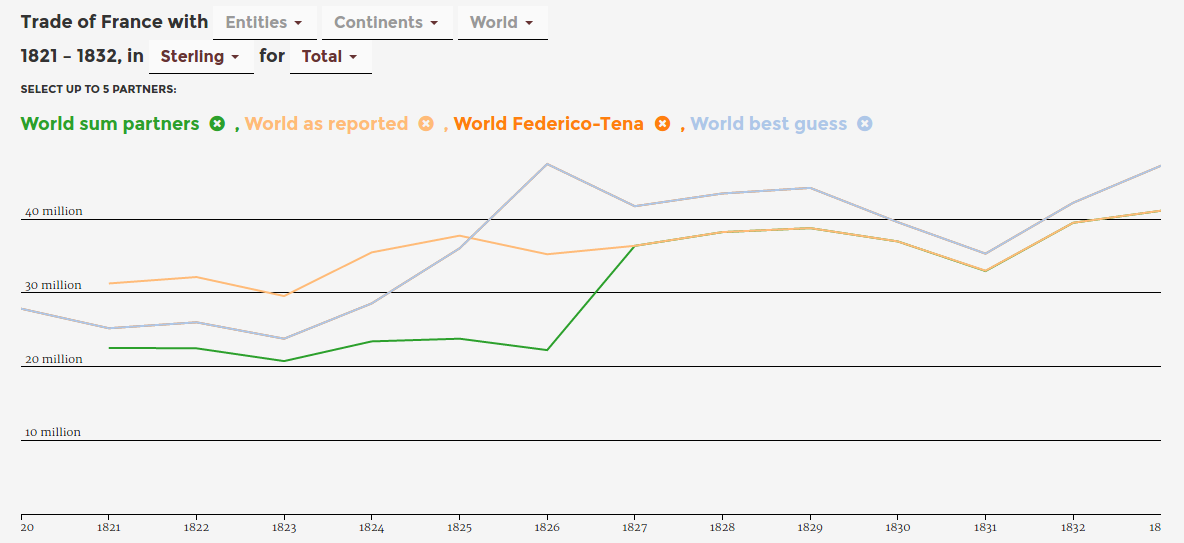 Trade of France with Entities Continents World
1821 - 1832, in Sterling for Total
SELECT UP TO 5 PARTNERS:
World sum partners , World as reported , World Federico-Tena , World best guess
40 million
30 million
20 million
10 million
20 1821 1822 1823 1824 1825 1826 1827 1828 1829 1830 1831 1832 18